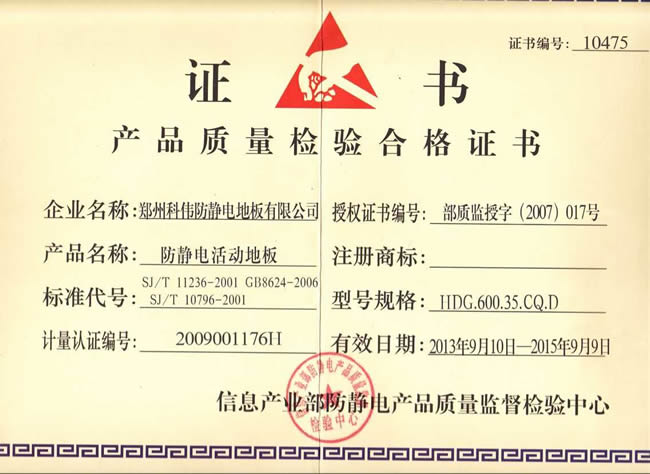 证书编号: 10475
证 书
产品质量检验合格证书
企业名称: 郑州科伟防静电地板有限公司
授权证书编号: 部质监授字 (2007) 017号
产品名称: 防静电活动地板
注册商标:
标准代号: SJ/T 11236-2001 GB8624-2006
SJ/T 10796-2001
型号规格: HDG.600.35.CQ.D
计量认证编号: 2009001176H
有效日期: 2013年9月10日—2015年9月9日
信息产业部防静电产品质量监督检验中心
检验中心